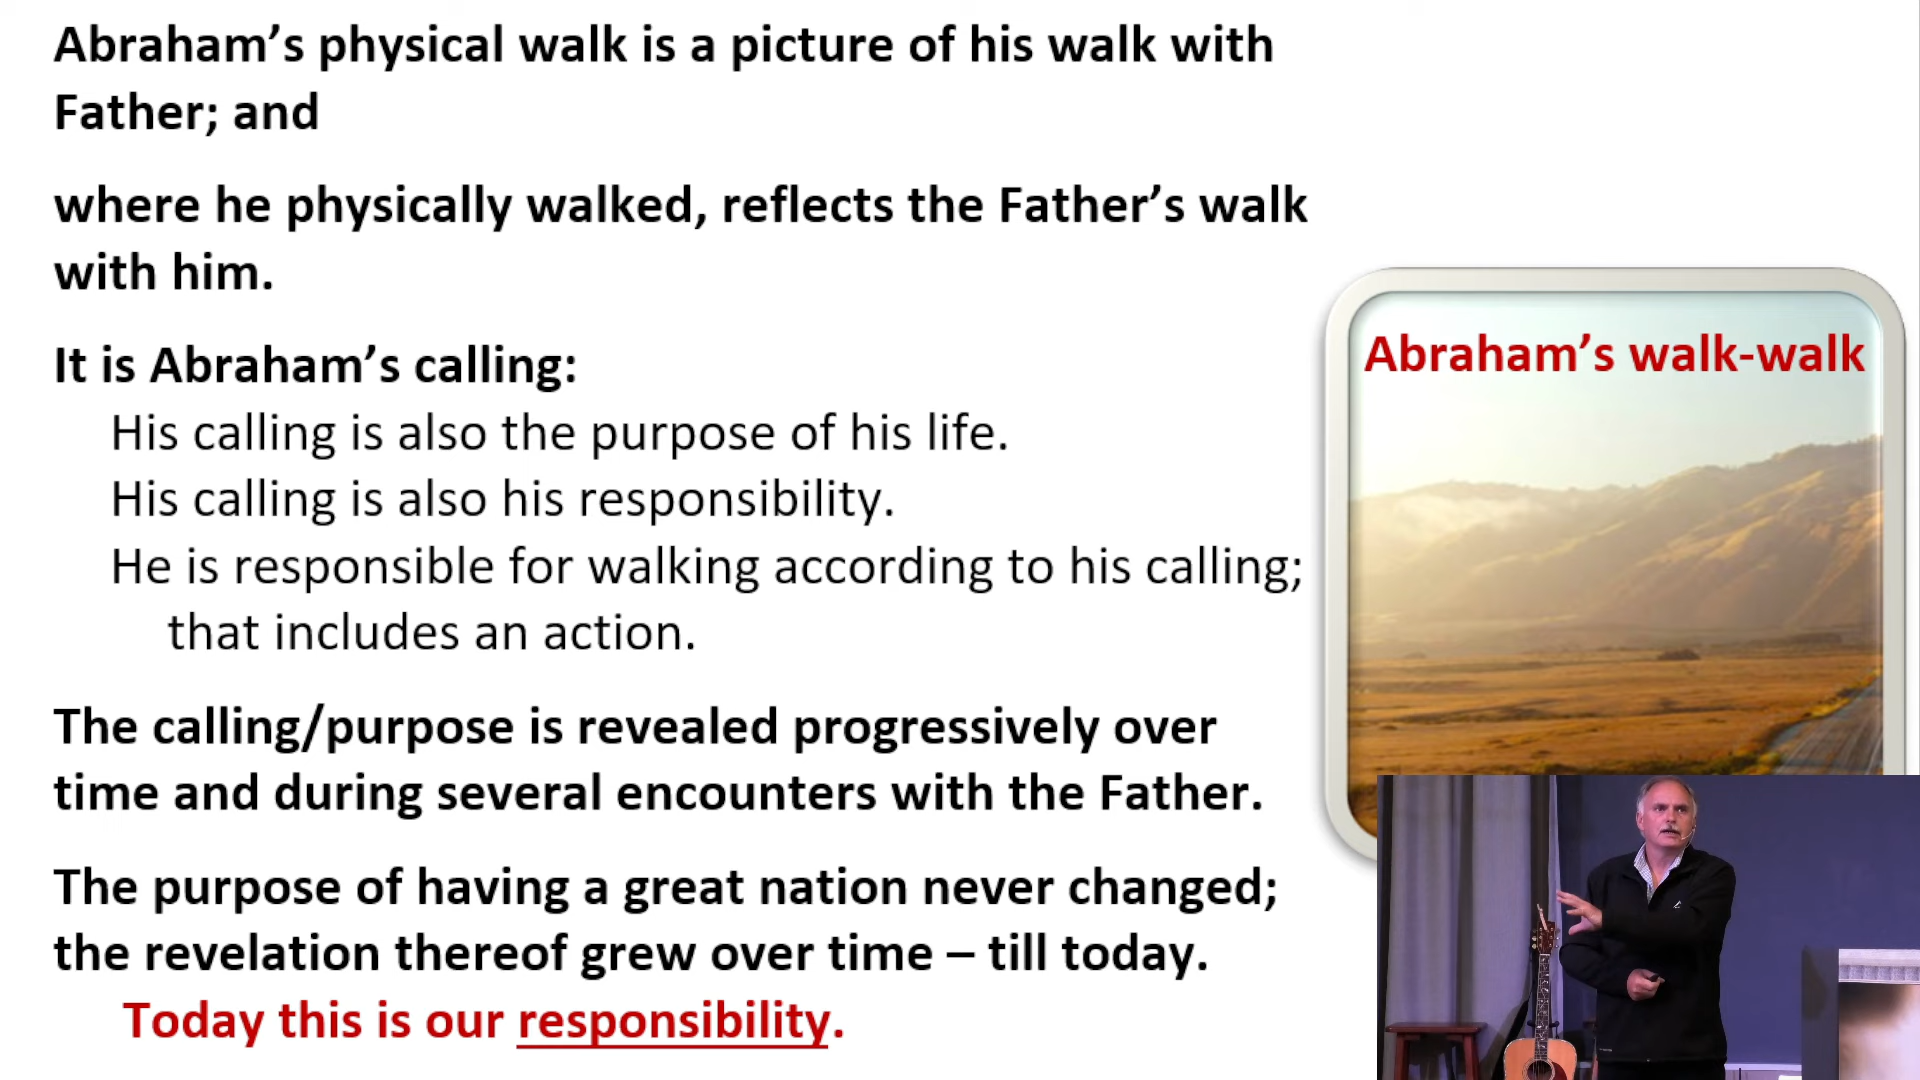 Abraham’s physical walk is a picture of his walk with
Father; and
where he physically walked, reflects the Father’s walk
with him.
It is Abraham’s calling:
His calling is also the purpose of his life.
His calling is also his responsibility.
He is responsible for walking according to his calling;
that includes an action.
The calling/purpose is revealed progressively over
time and during several encounters with the Father.
The purpose of having a great nation never changed;
the revelation thereof grew over time – till today.
Today this is our responsibility.
Abraham’s walk-walk